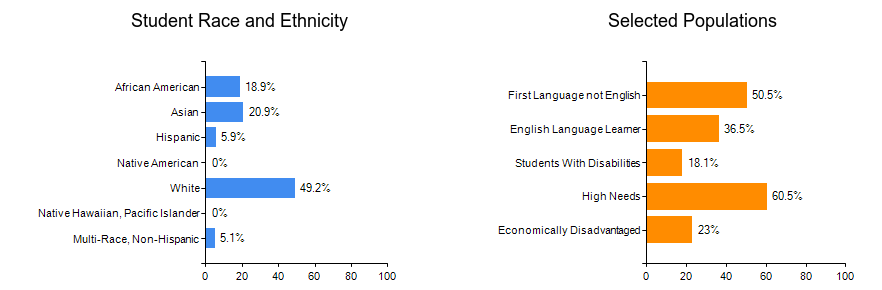 Student Race and Ethnicity
African American 18.9%
Asian 20.9%
Hispanic 5.9%
Native American 0%
White 49.2%
Native Hawaiian, Pacific Islander 0%
Multi-Race, Non-Hispanic 5.1%
0 20 40 60 80 100
Selected Populations
First Language not English 50.5%
English Language Learner 36.5%
Students With Disabilities 18.1%
High Needs 60.5%
Economically Disadvantaged 23%
0 20 40 60 80 100